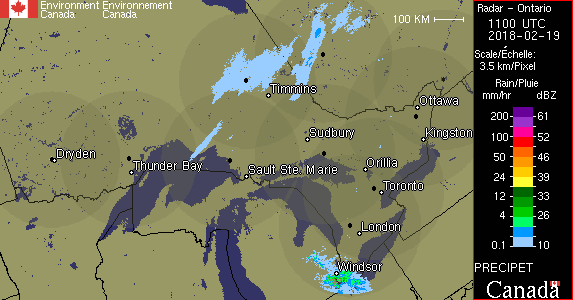 Environment Environnement
Canada Canada
100 KM
Timmins
Ottawa
Sudbury
Kingston
Dryden
Thunder Bay
Sault Ste. Marie
Orillia
Toronto
London
Windsor
Radar - Ontario
1100 UTC
2018-02-19
Scale/Échelle:
3.5 km/Pixel
Rain/Pluie
mm/hr dBZ
200 61
100 52
50 46
24 39
12 33
4 26
0.1 10
PRECIPET
Canada